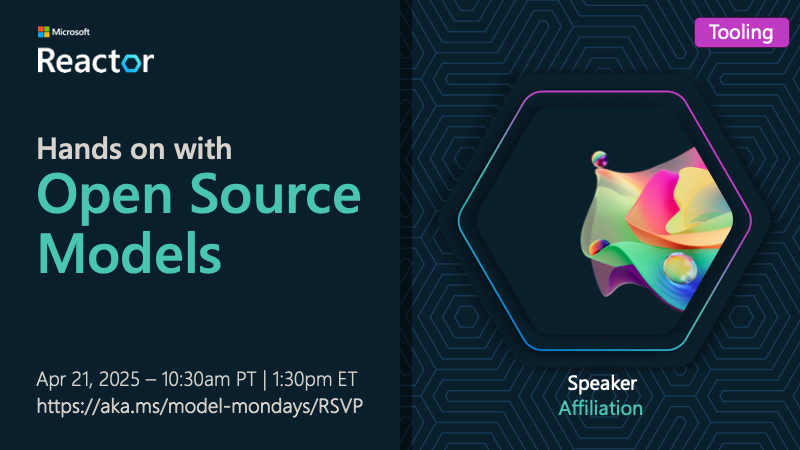 Microsoft
Reactor
Tooling
Hands on with
Open Source
Models
Apr 21, 2025 – 10:30am PT | 1:30pm ET
https://aka.ms/model-mondays/RSVP
Speaker
Affiliation